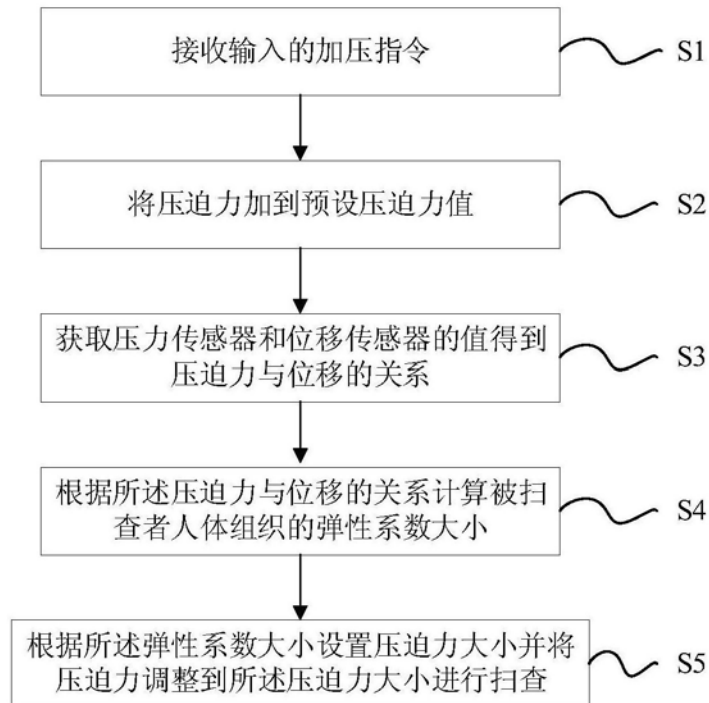 接收输入的加压指令
S1
将压迫力加到预设压迫力值
S2
获取压力传感器和位移传感器的值得到
压迫力与位移的关系
S3
根据所述压迫力与位移的关系计算被扫
查者人体组织的弹性系数大小
S4
根据所述弹性系数大小设置压迫力大小并将
压迫力调整到所述压迫力大小进行扫查
S5